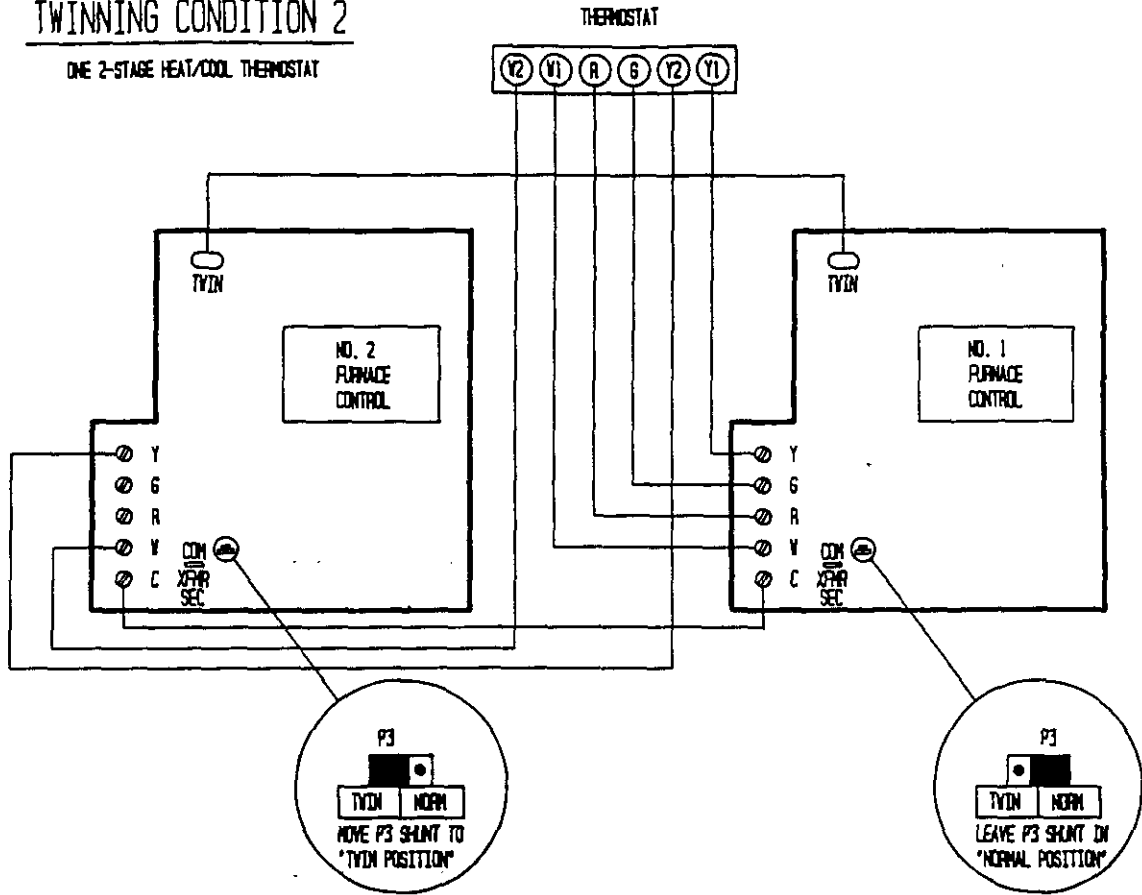 TWINNING CONDITION 2
ONE 2-STAGE HEAT/COOL THERMOSTAT
THERMOSTAT
W2 W1 R G Y2 Y1
TWIN
NO. 2
FURNACE
CONTROL
Y
G
R
W
C
COM
XFMR
SEC
TWIN
NO. 1
FURNACE
CONTROL
Y
G
R
W
C
COM
XFMR
SEC
P3
TWIN NORM
MOVE P3 SHUNT TO
"TWIN POSITION"
P3
TWIN NORM
LEAVE P3 SHUNT IN
"NORMAL POSITION"